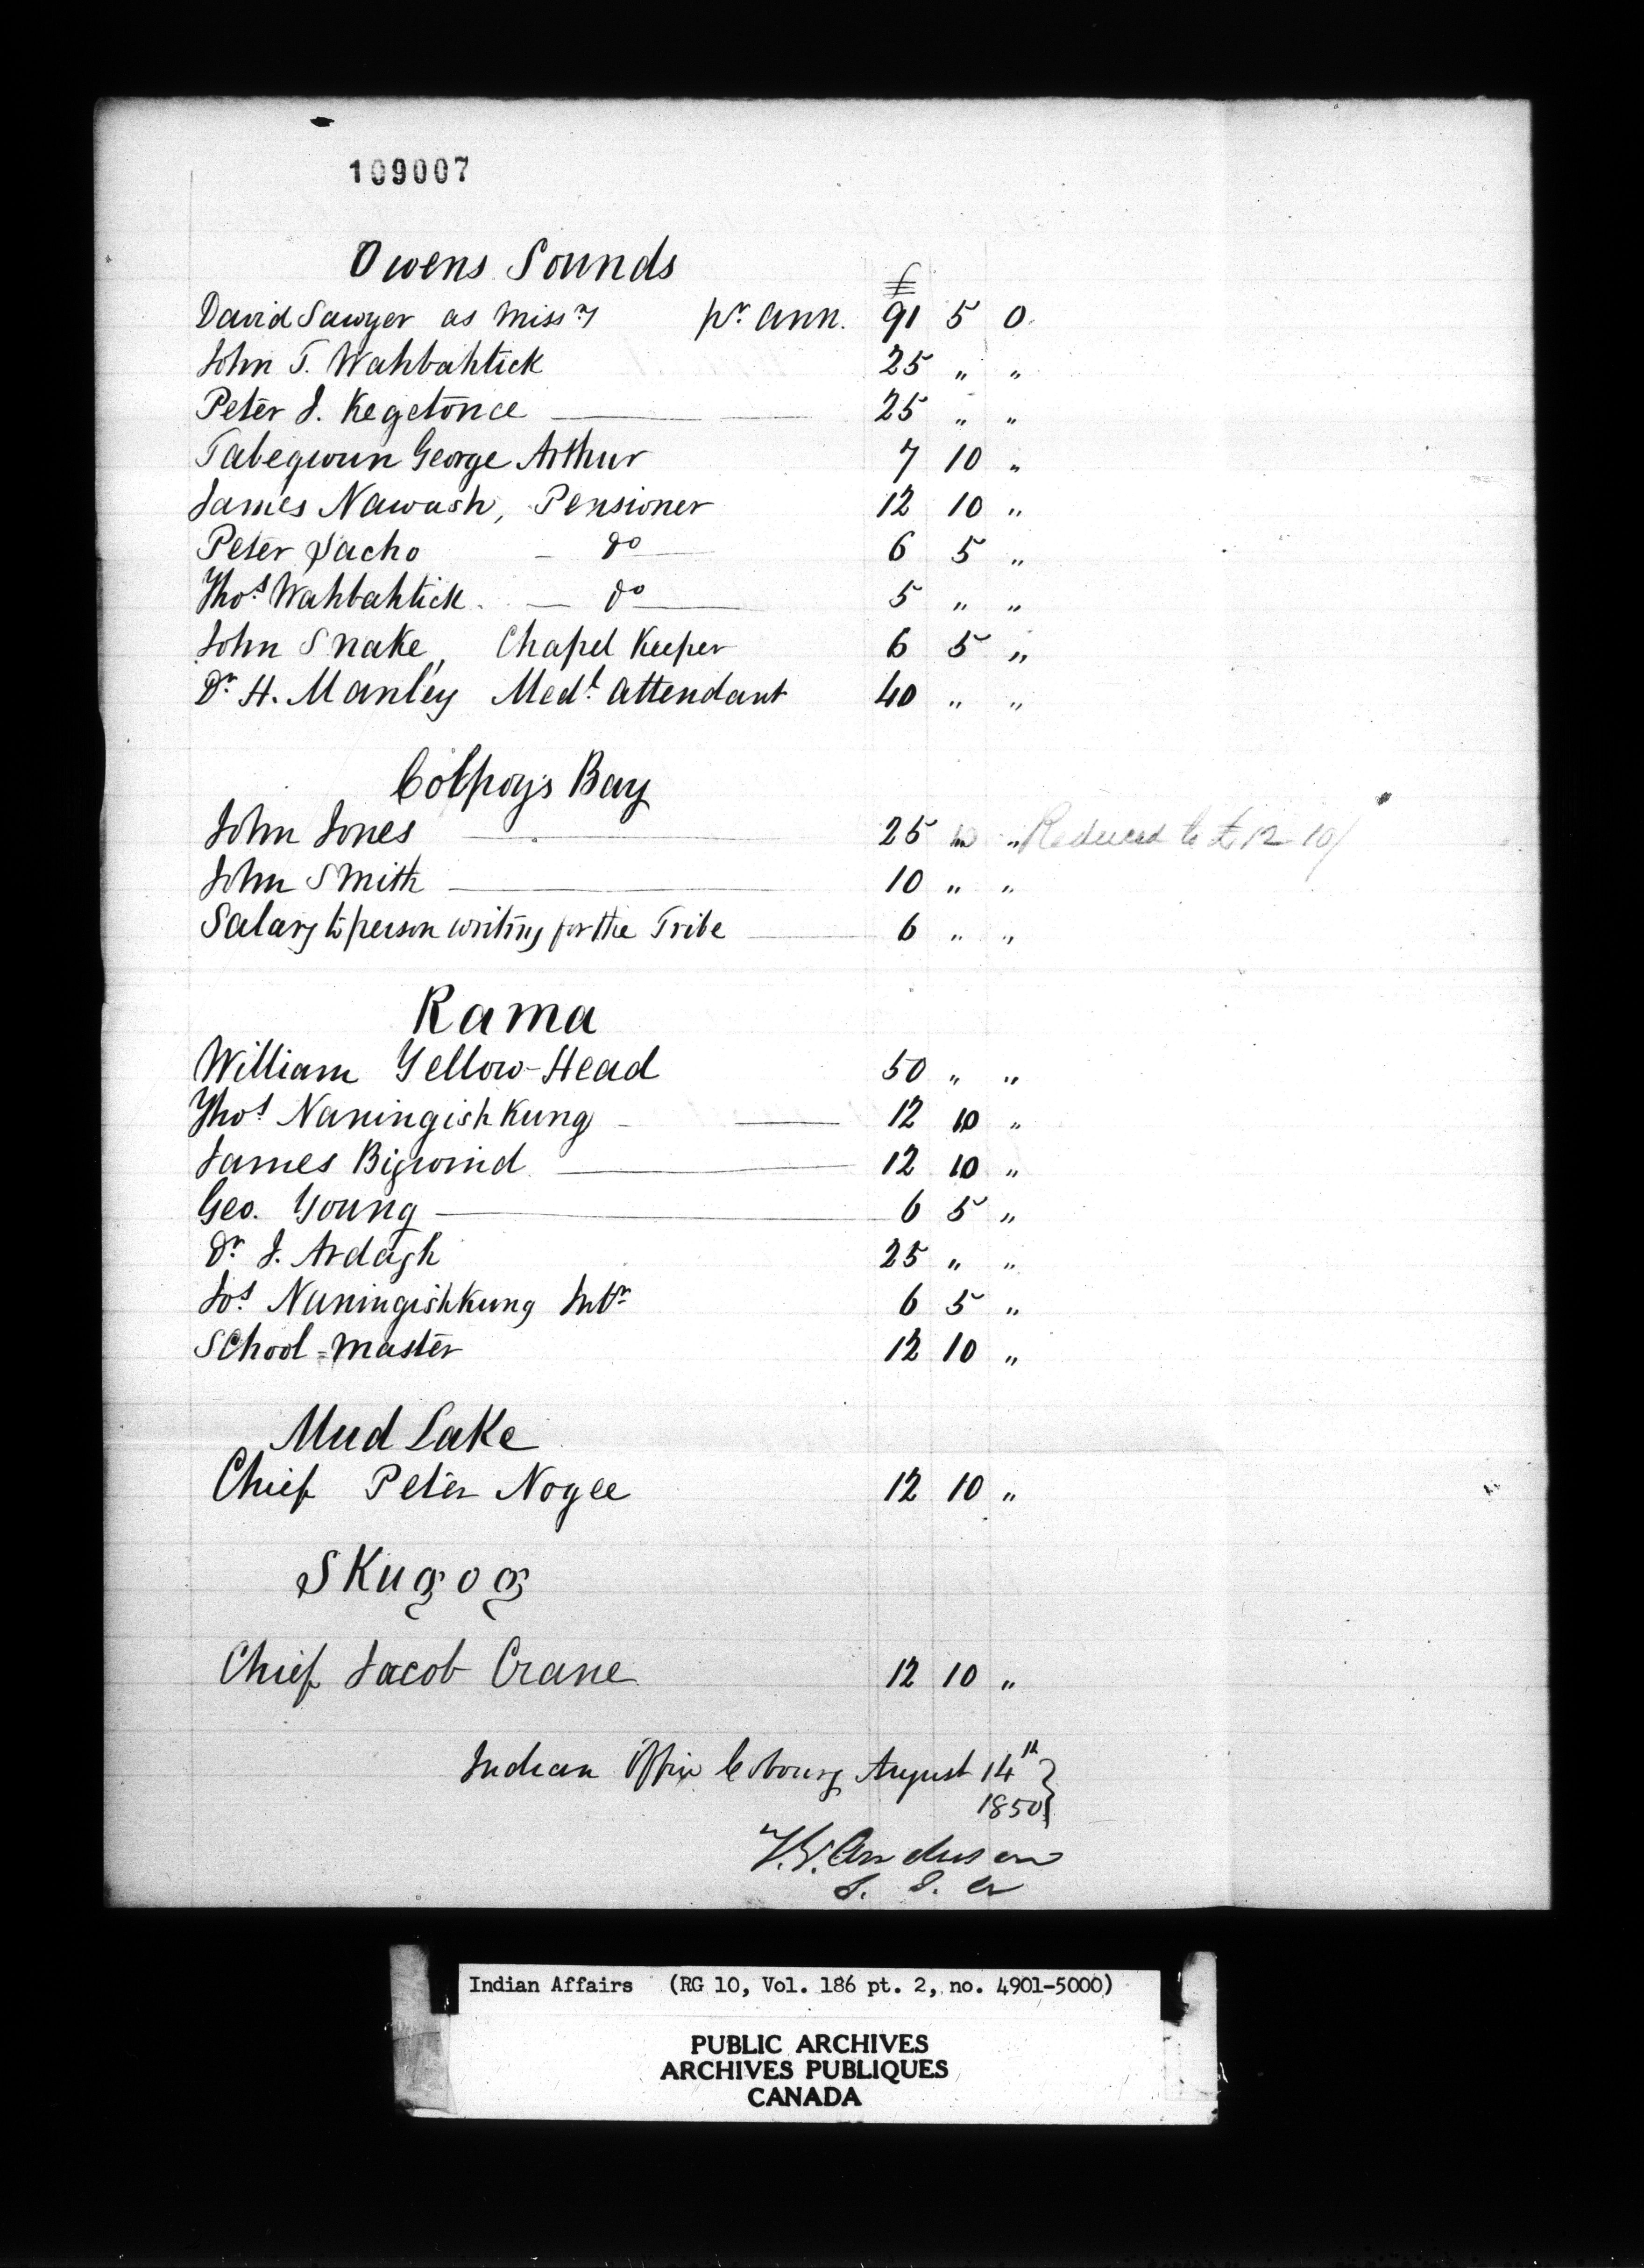 109007
Owens Sounds
£
David Sawyer as Miss.y pr. ann. 91 5 0
John T. Wahbahtick 25 " "
Peter J. Kegetonce 25 " "
Tabegwun George Arthur 7 10 "
James Nawash, Pensioner 12 10 "
Peter Sacho do 6 5 "
Thos. Wahbahtick. do 5 " "
John Snake, Chapel Keeper 6 5 "
Dr. H. Manley Medl. attendant 40 " "
Colpoys Bay
John Jones 25 " Reduced to £12-10/
John Smith 10 " "
Salary to person writing for the Tribe 6 " "
Rama
William Yellow-Head 50 " "
Thos. Naningishkung 12 10 "
James Bigwind 12 10 "
Geo. Young 6 5 "
Dr. J. Ardagh 25 " "
Jos. Naningishkung Intr. 6 5 "
School=master 12 10 "
Mud Lake
Chief Peter Nogee 12 10 "
Skugog
Chief Jacob Crane 12 10 "
Indian Office Cobourg August 14th
1850
T.G. Anderson
Indian Affairs (RG 10, Vol. 186 pt. 2, no. 4901-5000)
PUBLIC ARCHIVES
ARCHIVES PUBLIQUES
CANADA